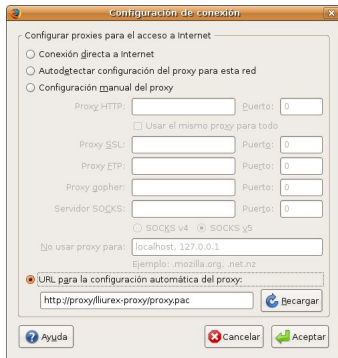 Configuración de conexión
Configurar proxies para el acceso a Internet
Conexión directa a Internet
Autodetectar configuración del proxy para esta red
Configuración manual del proxy
Proxy HTTP: Puerto: 0
Usar el mismo proxy para todo
Proxy SSL: Puerto: 0
Proxy FTP: Puerto: 0
Proxy gopher: Puerto: 0
Servidor SOCKS: Puerto: 0
SOCKS v4 SOCKS v5
No usar proxy para: localhost, 127.0.0.1
Ejemplo: .mozilla.org, .net.nz
URL para la configuración automática del proxy:
http://proxy/lliurex-proxy/proxy.pac Recargar
Ayuda Cancelar Aceptar